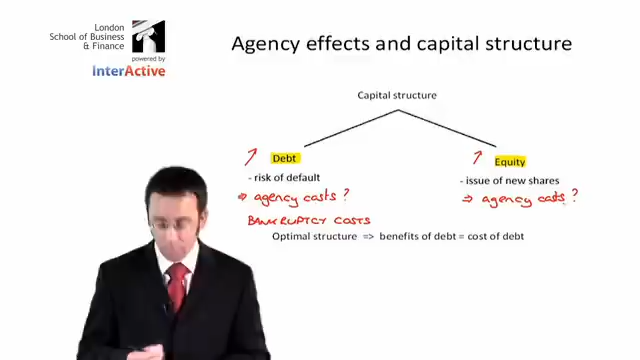 London
School of Business
& Finance
powered by
InterActive
Agency effects and capital structure
Capital structure
Debt
Equity
- risk of default
- issue of new shares
⇒ agency costs?
⇒ agency costs?
BANKRUPTCY COSTS
Optimal structure => benefits of debt = cost of debt